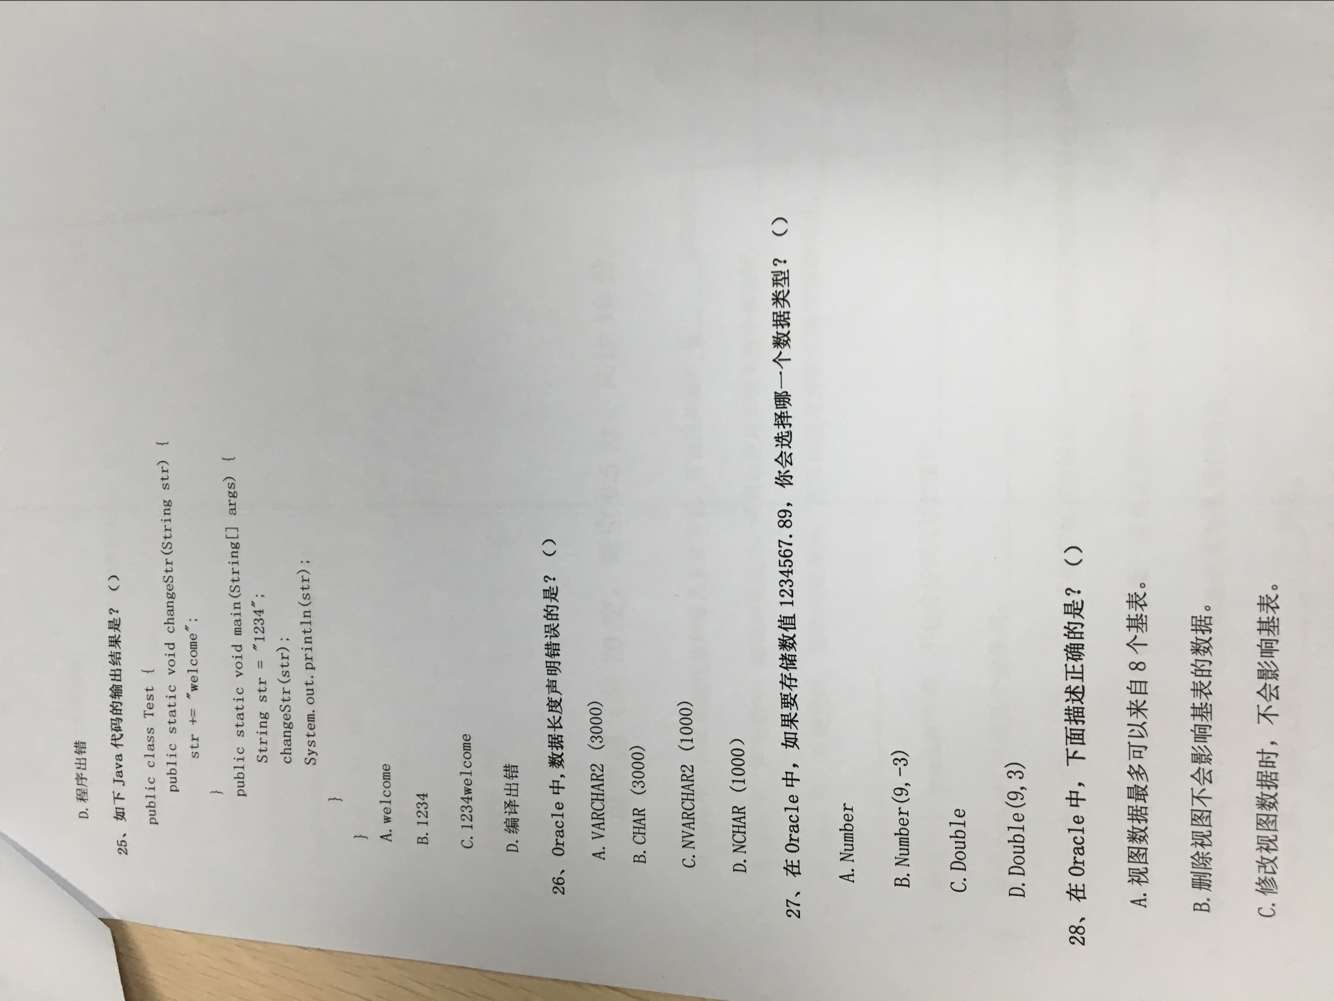 D. 程序出错
25、如下 Java 代码的输出结果是？（）
public class Test {
public static void changeStr(String str) {
str += "welcome";
}
public static void main(String[] args) {
String str = "1234";
changeStr(str);
System.out.println(str);
}
}
A. welcome
B. 1234
C. 1234welcome
D. 编译出错
26、Oracle 中,数据长度声明错误的是？（）
A. VARCHAR2 (3000)
B. CHAR (3000)
C. NVARCHAR2 (1000)
D. NCHAR (1000）
27、在 Oracle 中，如果要存储数值 1234567.89，你会选择哪一个数据类型？（）
A. Number
B. Number(9,-3)
C. Double
D. Double(9,3)
28、在 Oracle 中，下面描述正确的是？（）
A. 视图数据最多可以来自 8 个基表。
B. 删除视图不会影响基表的数据。
C. 修改视图数据时，不会影响基表。